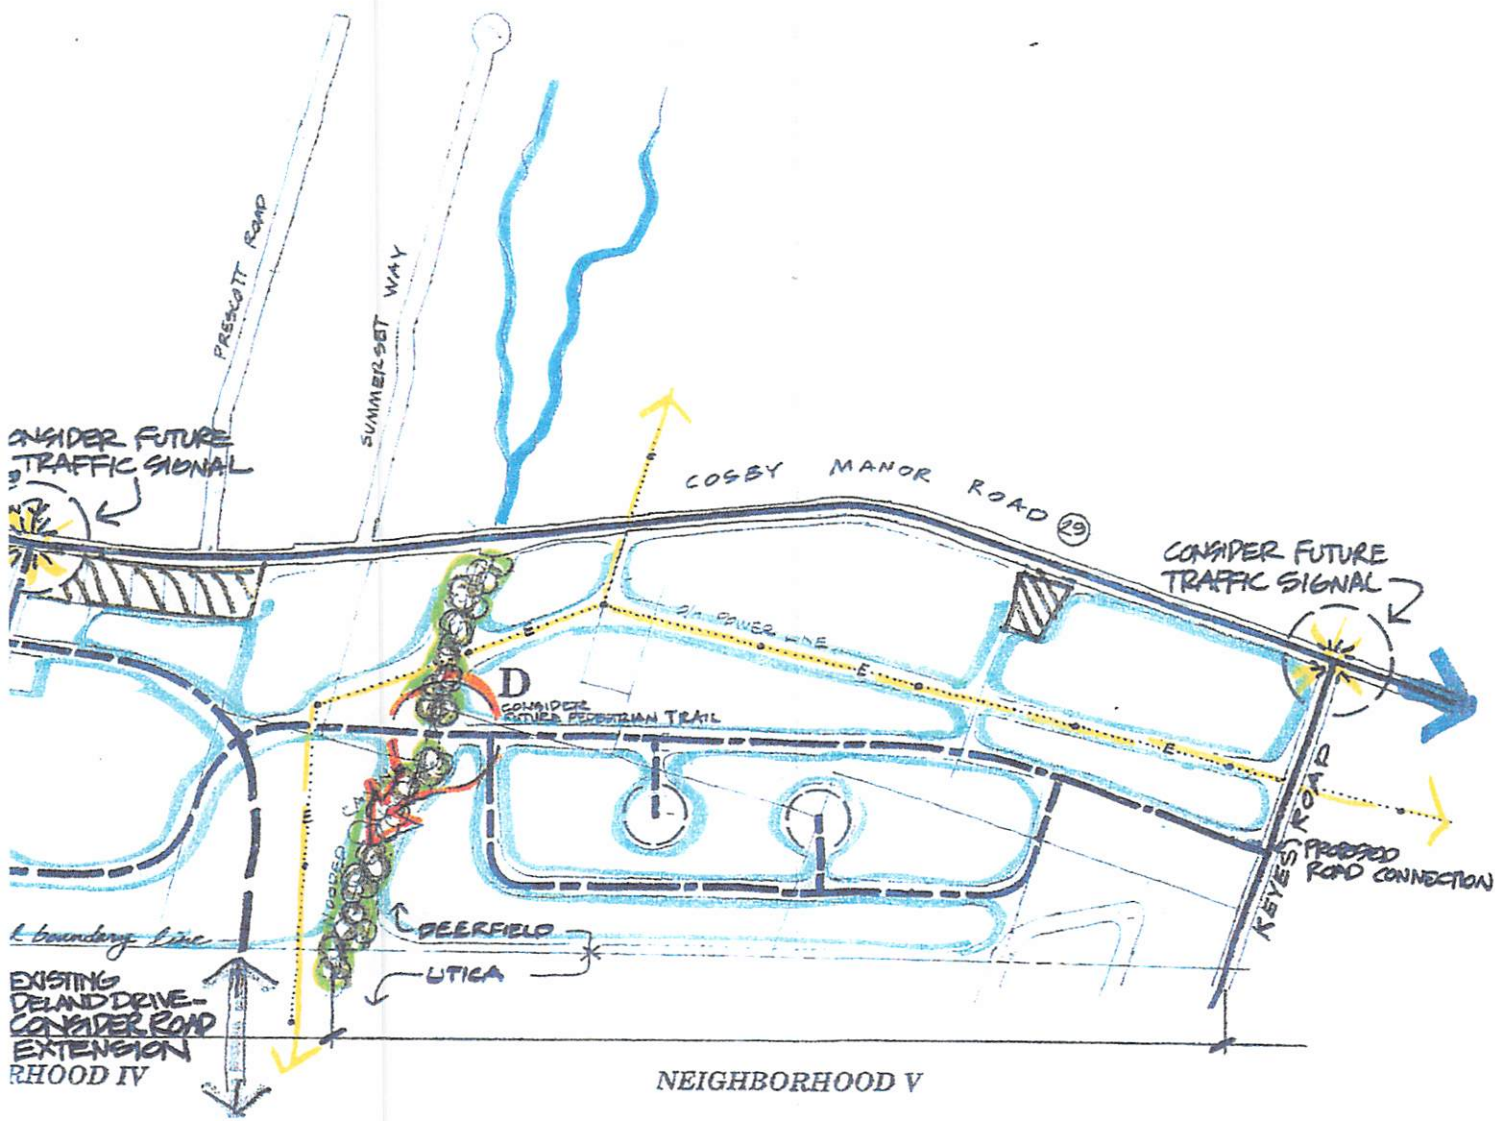 PRESCOTT ROAD
SUMMERSET WAY
ONSIDER FUTURE
TRAFFIC SIGNAL
COSBY MANOR ROAD 29
CONSIDER FUTURE
TRAFFIC SIGNAL
O/H POWER LINE
E
E
E
E
D
CONSIDER
FUTURE PEDESTRIAN TRAIL
KEYES ROAD
PROPOSED
ROAD CONNECTION
WOODED
DEERFIELD
UTICA
boundary line
EXISTING
DELAND DRIVE-
CONSIDER ROAD
EXTENSION
RHOOD IV
NEIGHBORHOOD V